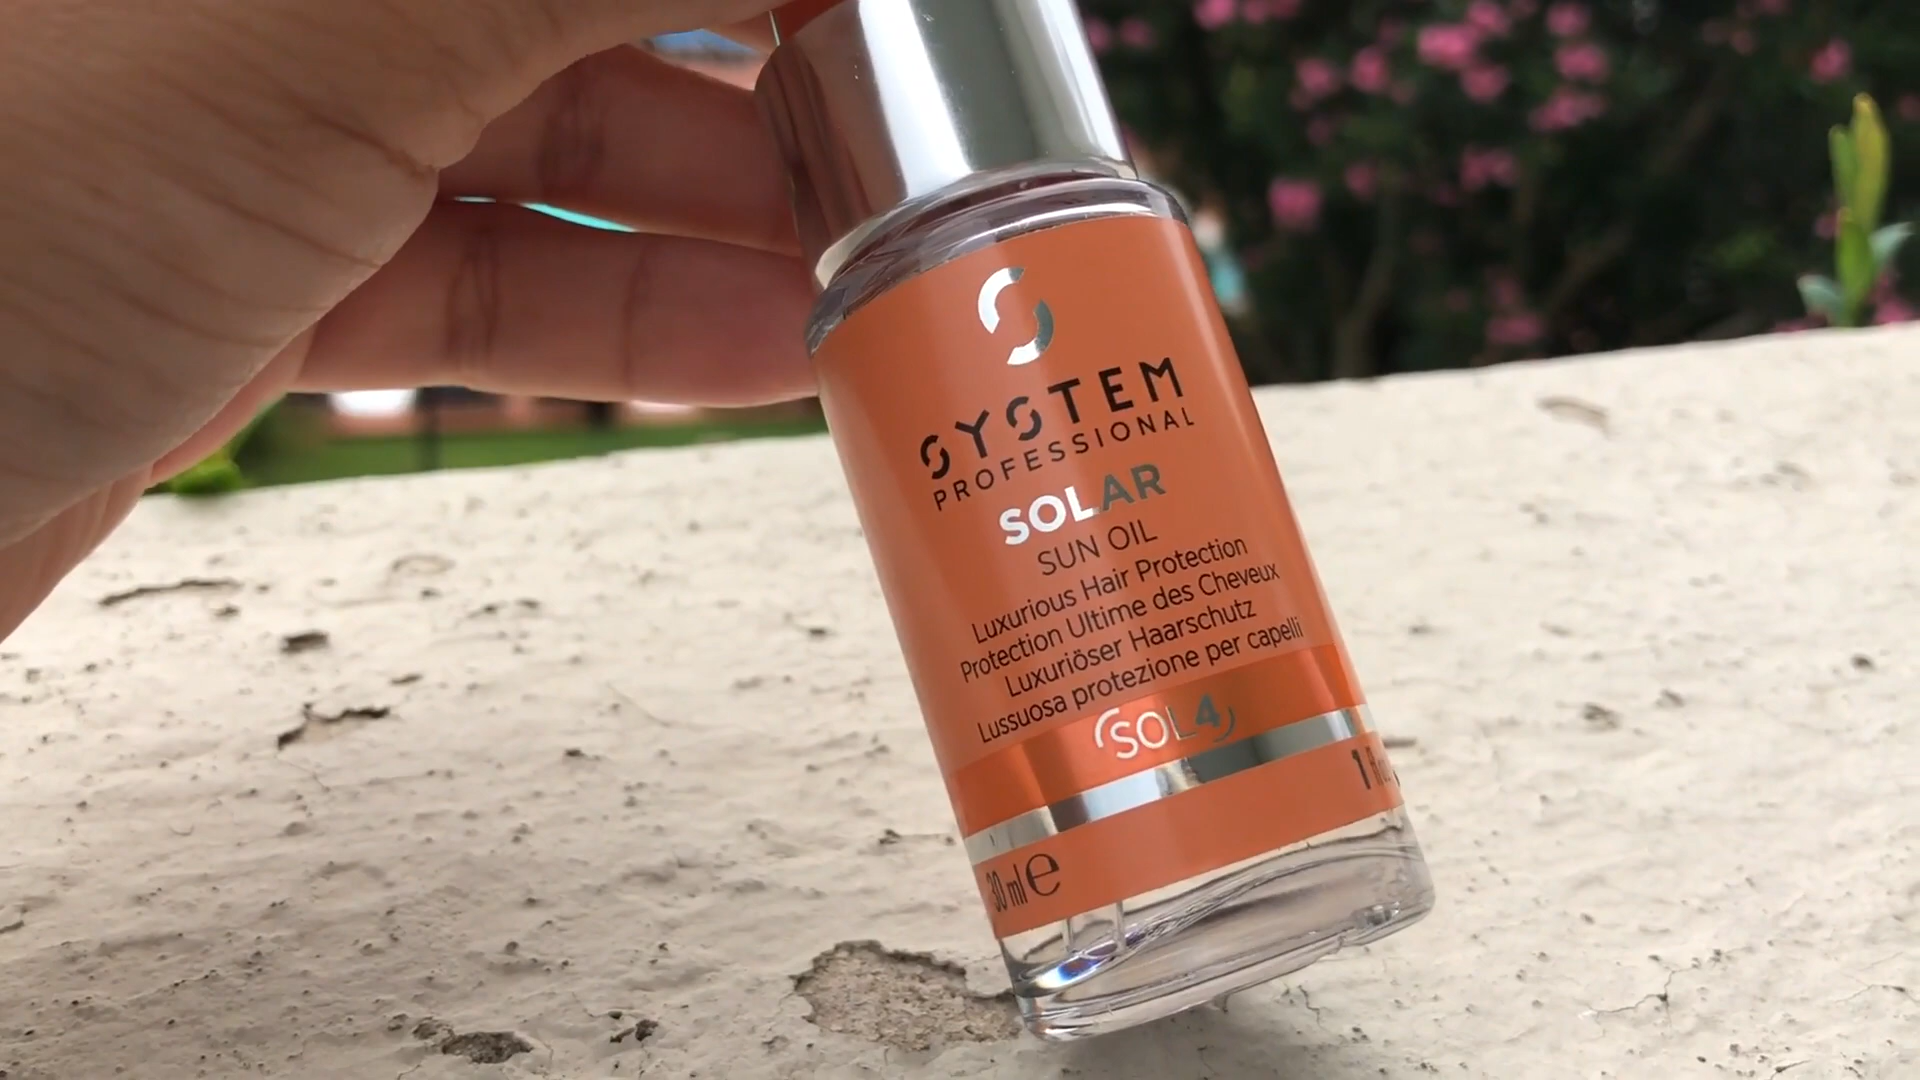 SYSTEM
PROFESSIONAL
SOLAR
SUN OIL
Luxurious Hair Protection
Protection Ultime des Cheveux
Luxuriöser Haarschutz
Lussuosa protezione per capelli
SOL4
30 ml e
1